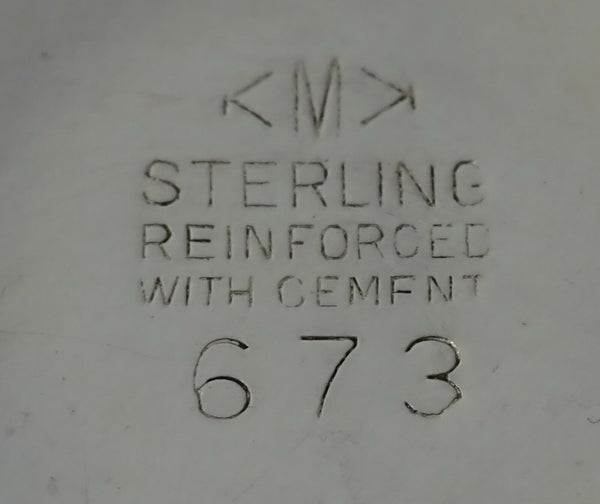 <M>
STERLING
REINFORCED
WITH CEMENT
673